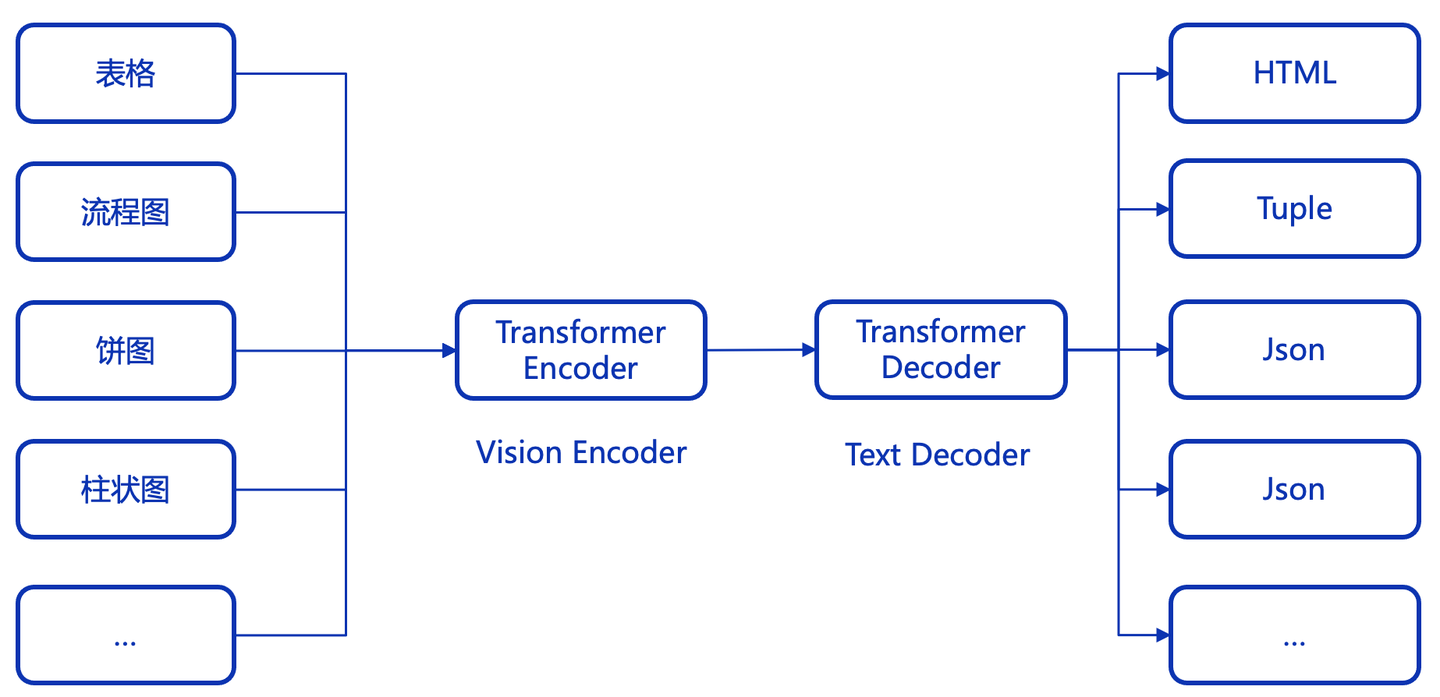 表格
流程图
饼图
柱状图
...
Transformer
Encoder
Vision Encoder
Transformer
Decoder
Text Decoder
HTML
Tuple
Json
Json
...